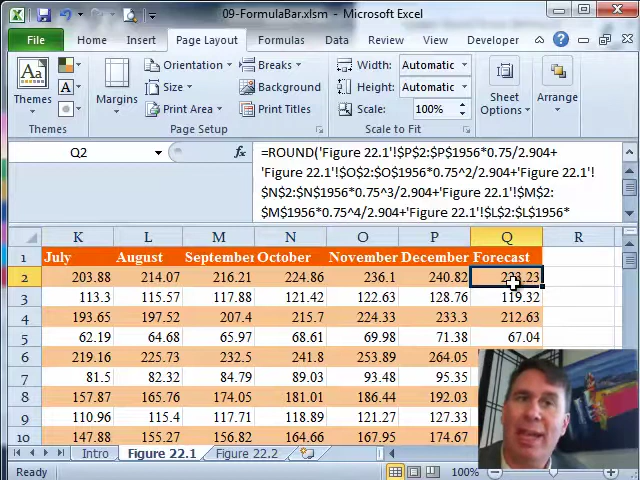 09-FormulaBar.xlsm - Microsoft Excel
File Home Insert Page Layout Formulas Data Review View Developer
Themes
Themes
Margins
Orientation
Size
Print Area
Breaks
Background
Print Titles
Page Setup
Width: Automatic
Height: Automatic
Scale: 100%
Scale to Fit
Sheet Options
Arrange
Q2 fx =ROUND('Figure 22.1'!$P$2:$P$1956*0.75/2.904+
'Figure 22.1'!$O$2:$O$1956*0.75^2/2.904+'Figure 22.1'!
$N$2:$N$1956*0.75^3/2.904+'Figure 22.1'!$M$2:
$M$1956*0.75^4/2.904+'Figure 22.1'!$L$2:$L$1956*
K L M N O P Q R
1 July August September October November December Forecast
2 203.88 214.07 216.21 224.86 236.1 240.82
3 113.3 115.57 117.88 121.42 122.63 128.76 119.32
4 193.65 197.52 207.4 215.7 224.33 233.3 212.63
5 62.19 64.68 65.97 68.61 69.98 71.38 67.04
6 219.16 225.73 232.5 241.8 253.89 264.05
7 81.5 82.32 84.79 89.03 93.48 95.35
8 157.87 165.76 174.05 181.01 186.44 192.03
9 110.96 115.4 117.71 118.89 121.27 127.33
10 147.88 155.27 156.82 164.66 167.95 174.67
Intro Figure 22.1 Figure 22.2
Ready 100%